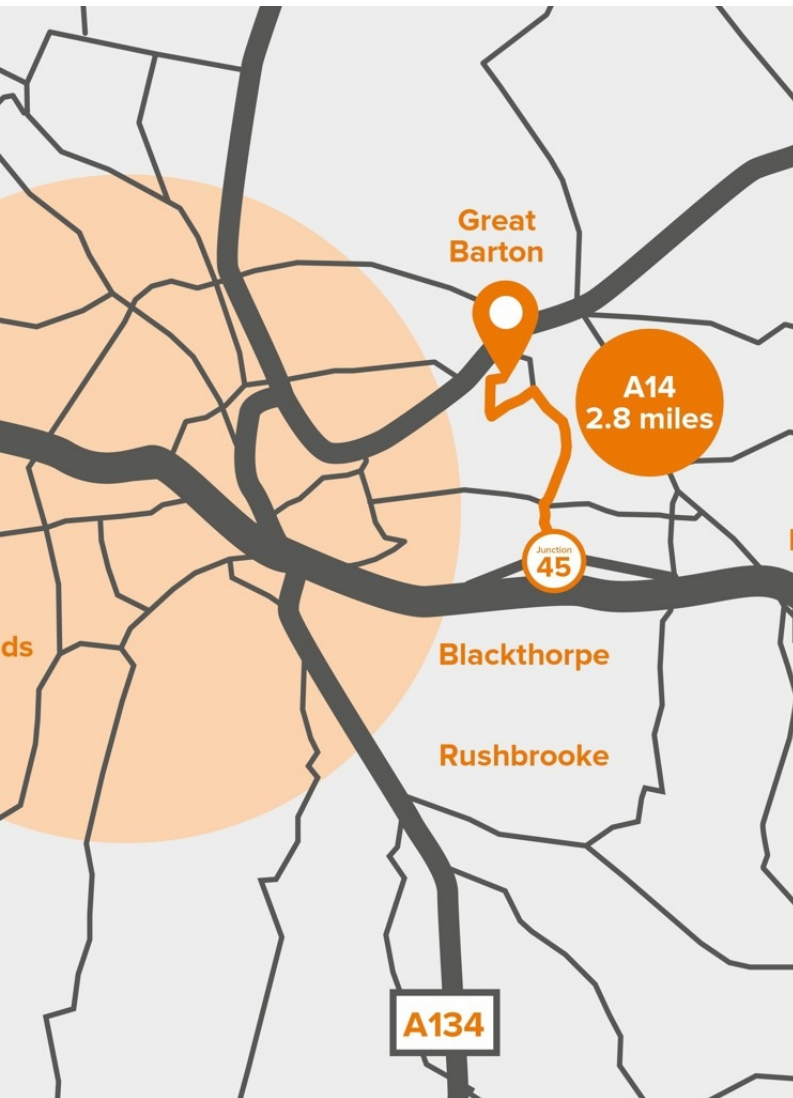 Great
Barton
A14
2.8 miles
Junction
45
ds
Blackthorpe
Rushbrooke
A134